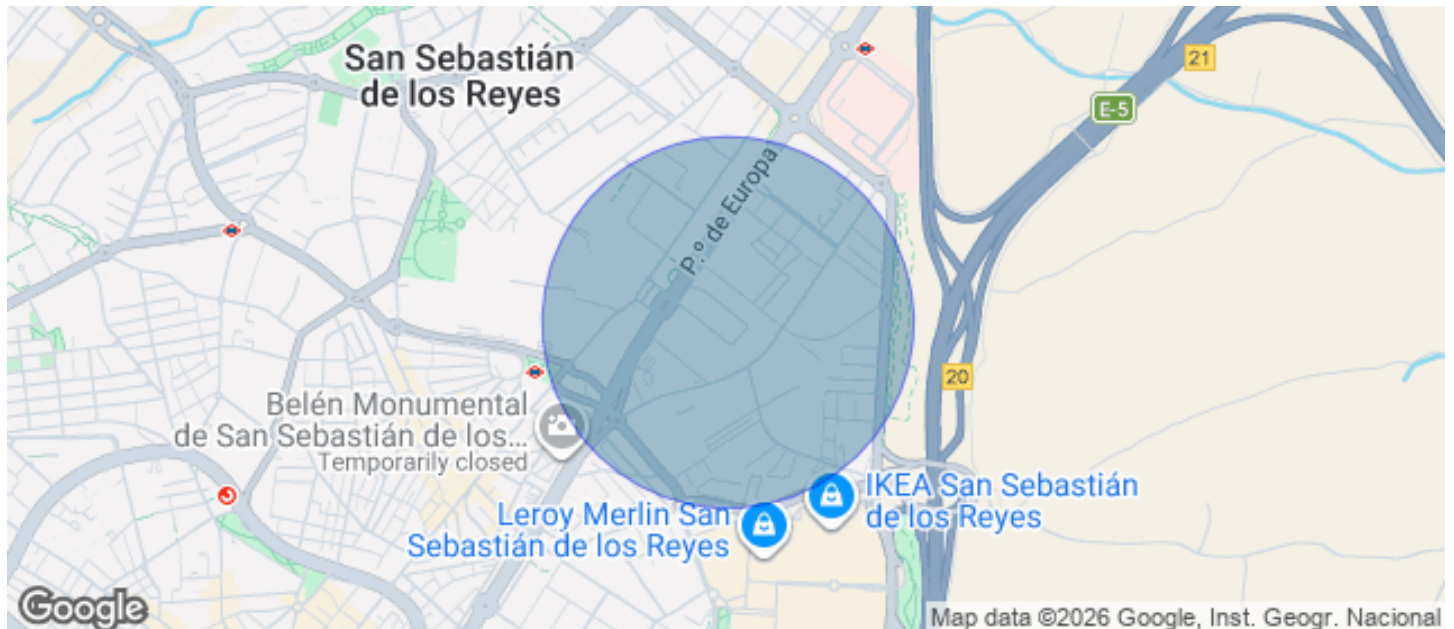 San Sebastián
de los Reyes
21
E-5
P.º de Europa
20
Belén Monumental
de San Sebastián de los...
Temporarily closed
IKEA San Sebastián
de los Reyes
Leroy Merlin San
Sebastián de los Reyes
Google
Map data ©2026 Google, Inst. Geogr. Nacional